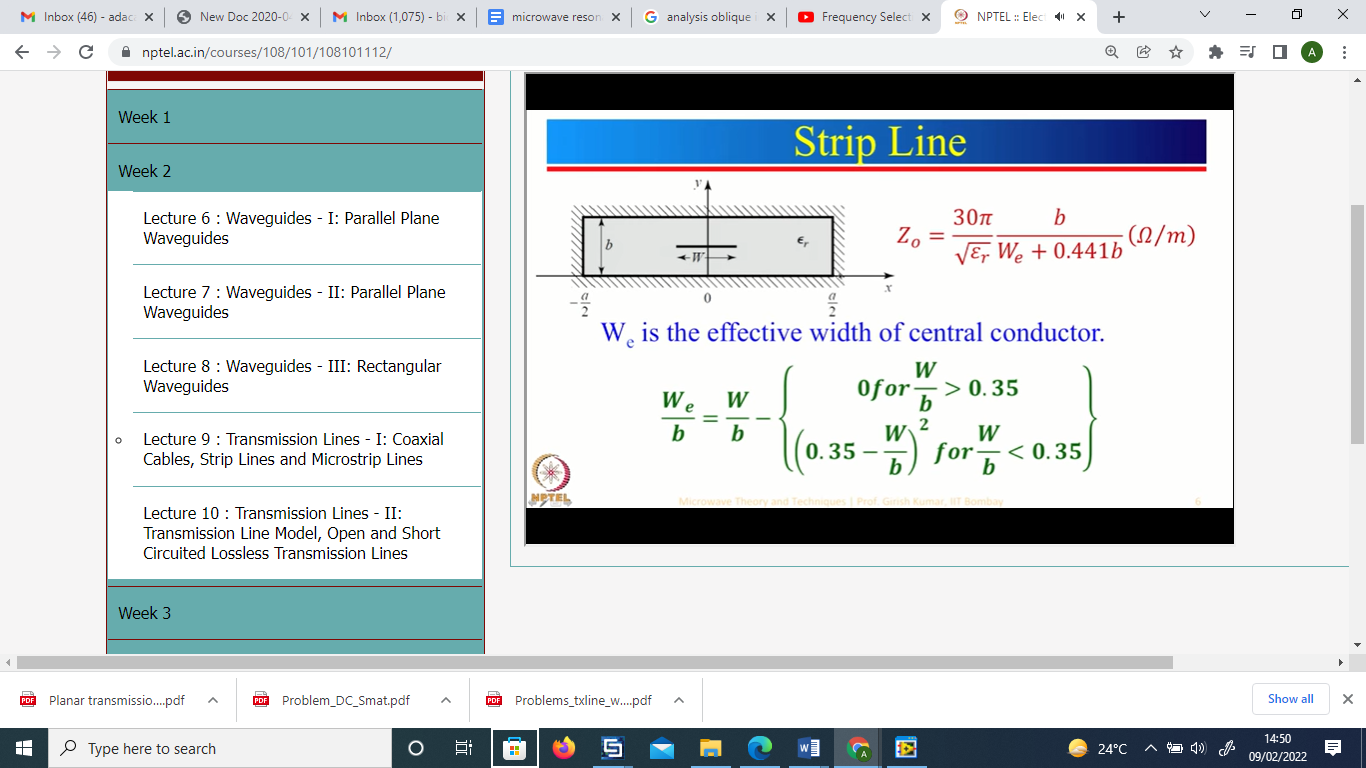 Inbox (46) - adac
New Doc 2020-0
Inbox (1,075) - bi
microwave reson
analysis oblique i
Frequency Select
NPTEL :: Elec
nptel.ac.in/courses/108/101/108101112/
A
Week 1
Week 2
Lecture 6 : Waveguides - I: Parallel Plane
Waveguides
Lecture 7 : Waveguides - II: Parallel Plane
Waveguides
Lecture 8 : Waveguides - III: Rectangular
Waveguides
Lecture 9 : Transmission Lines - I: Coaxial
Cables, Strip Lines and Microstrip Lines
Lecture 10 : Transmission Lines - II:
Transmission Line Model, Open and Short
Circuited Lossless Transmission Lines
Week 3
Strip Line
y
b
W
ϵr
x
-a/2
0
a/2
Zo = 30π/√εr b/(We + 0.441b) (Ω/m)
We is the effective width of central conductor.
We/b = W/b − { 0 for W/b > 0.35
(0.35 − W/b)² for W/b < 0.35 }
NPTEL
Microwave Theory and Techniques | Prof. Girish Kumar, IIT Bombay
6
Planar transmissio....pdf
Problem_DC_Smat.pdf
Problems_txline_w....pdf
Show all
Type here to search
24°C
14:50
09/02/2022